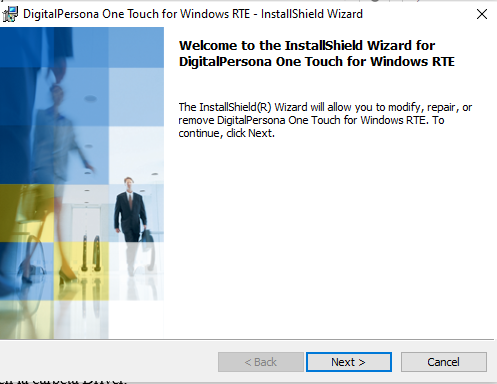 DigitalPersona One Touch for Windows RTE - InstallShield Wizard
Welcome to the InstallShield Wizard for
DigitalPersona One Touch for Windows RTE
The InstallShield(R) Wizard will allow you to modify, repair, or
remove DigitalPersona One Touch for Windows RTE. To
continue, click Next.
< Back
Next >
Cancel
en la carpeta Driver.